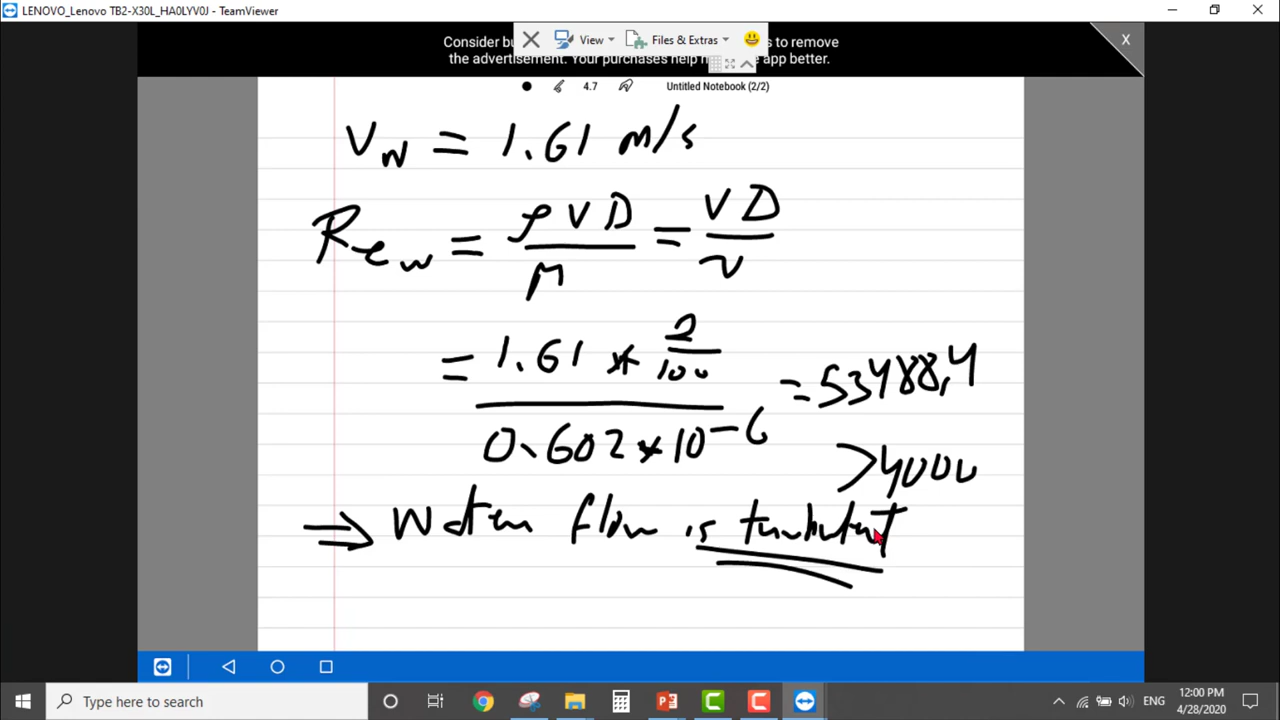 LENOVO_Lenovo TB2-X30L_HA0LYV0J - TeamViewer
View Files & Extras
Consider bu s to remove
the advertisement. Your purchases help app better.
X
4.7 Untitled Notebook (2/2)
Vw = 1.61 m/s
Rew = ρVD/μ = VD/ν
= (1.61 * 2/100)/(0.602*10-6) = 53488,4
>4000
⇒ Water flow is turbulent
Type here to search
ENG
12:00 PM
4/28/2020